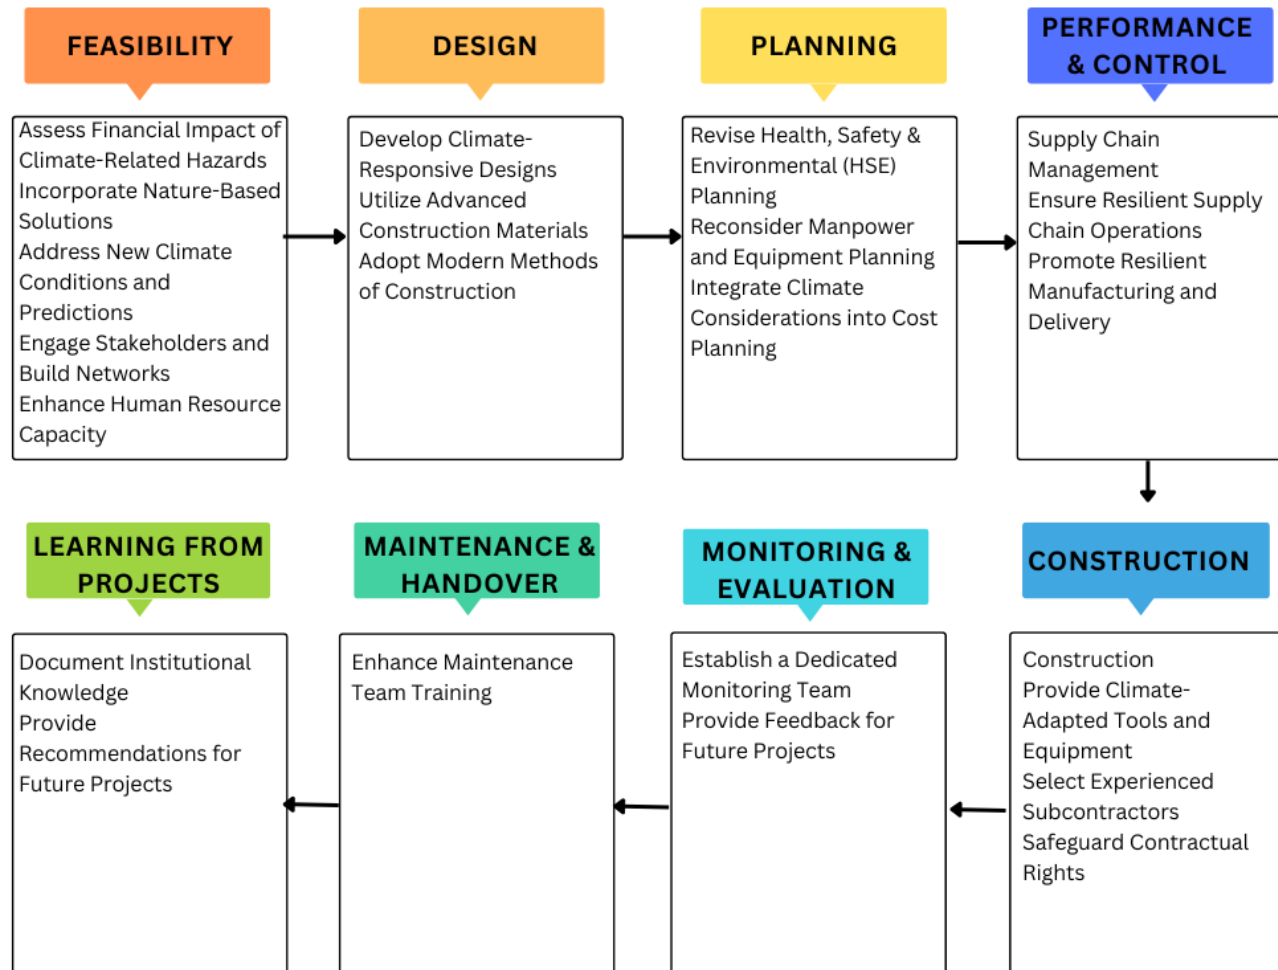 FEASIBILITY
Assess Financial Impact of
Climate-Related Hazards
Incorporate Nature-Based
Solutions
Address New Climate
Conditions and
Predictions
Engage Stakeholders and
Build Networks
Enhance Human Resource
Capacity
DESIGN
Develop Climate-
Responsive Designs
Utilize Advanced
Construction Materials
Adopt Modern Methods
of Construction
PLANNING
Revise Health, Safety &
Environmental (HSE)
Planning
Reconsider Manpower
and Equipment Planning
Integrate Climate
Considerations into Cost
Planning
PERFORMANCE
& CONTROL
Supply Chain
Management
Ensure Resilient Supply
Chain Operations
Promote Resilient
Manufacturing and
Delivery
CONSTRUCTION
Construction
Provide Climate-
Adapted Tools and
Equipment
Select Experienced
Subcontractors
Safeguard Contractual
Rights
MONITORING &
EVALUATION
Establish a Dedicated
Monitoring Team
Provide Feedback for
Future Projects
MAINTENANCE &
HANDOVER
Enhance Maintenance
Team Training
LEARNING FROM
PROJECTS
Document Institutional
Knowledge
Provide
Recommendations for
Future Projects